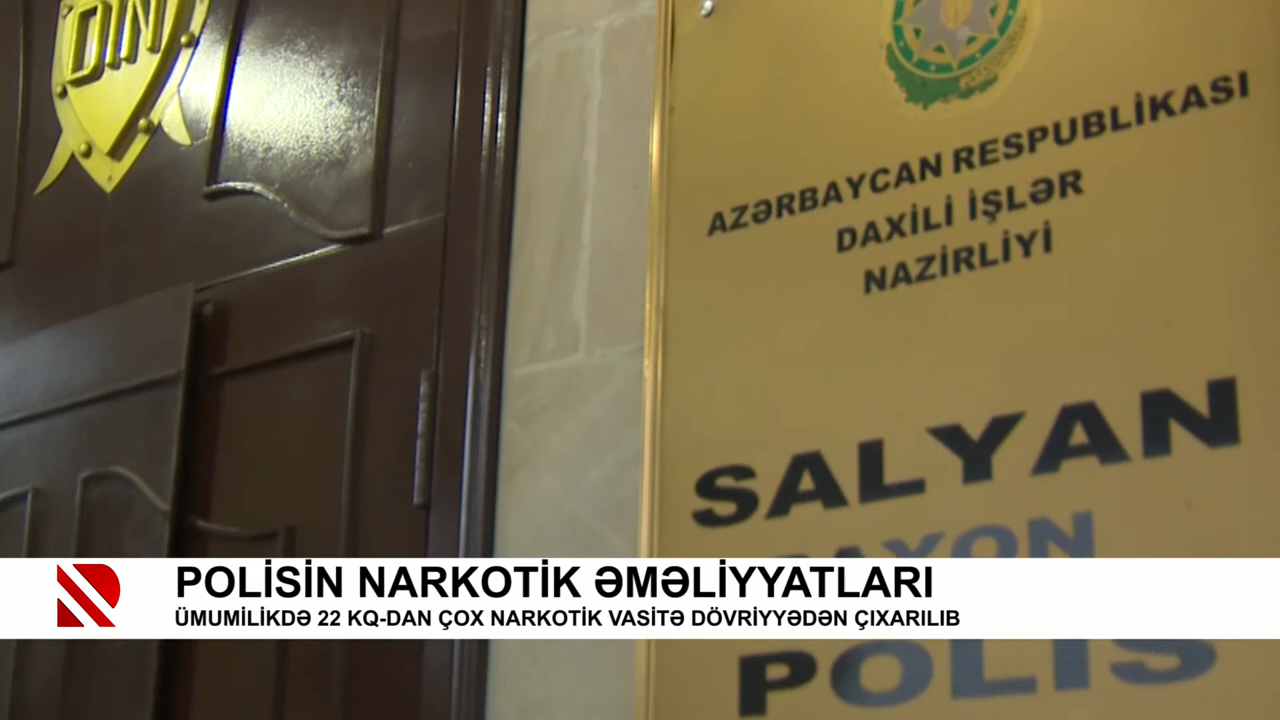 DİN
AZƏRBAYCAN RESPUBLİKASI
DAXİLİ İŞLƏR
NAZİRLİYİ
SALYAN
RAYON
POLİS
POLİSİN NARKOTİK ƏMƏLİYYATLARI
ÜMUMİLİKDƏ 22 KQ-DAN ÇOX NARKOTİK VASİTƏ DÖVRİYYƏDƏN ÇIXARILIB